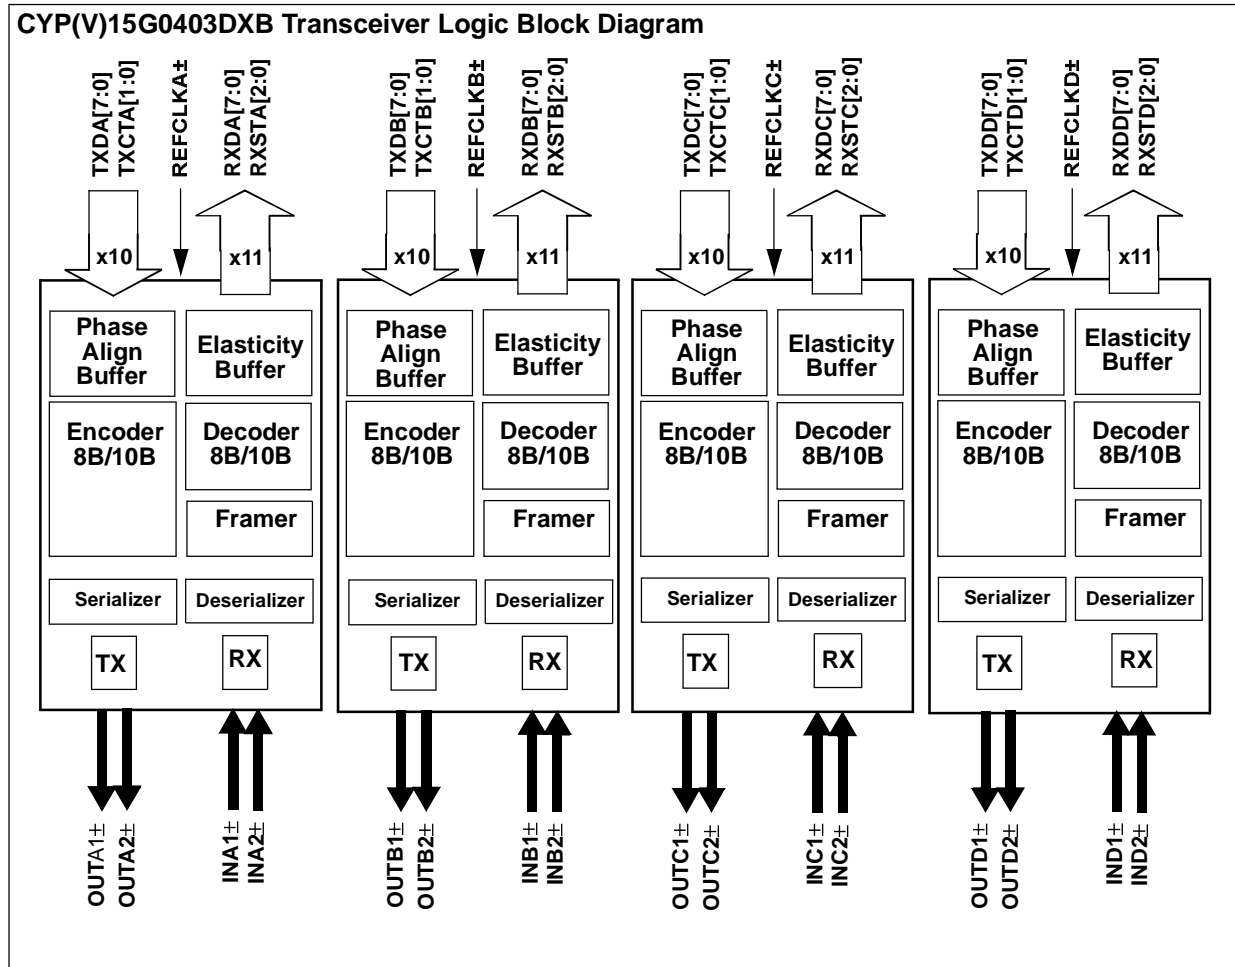 CYP(V)15G0403DXB Transceiver Logic Block Diagram
TXDA[7:0]
TXCTA[1:0]
REFCLKA±
RXDA[7:0]
RXSTA[2:0]
TXDB[7:0]
TXCTB[1:0]
REFCLKB±
RXDB[7:0]
RXSTB[2:0]
TXDC[7:0]
TXCTC[1:0]
REFCLKC±
RXDC[7:0]
RXSTC[2:0]
TXDD[7:0]
TXCTD[1:0]
REFCLKD±
RXDD[7:0]
RXSTD[2:0]
x10
x11
x10
x11
x10
x11
x10
x11
Phase
Align
Buffer
Elasticity
Buffer
Encoder
8B/10B
Decoder
8B/10B
Framer
Serializer
Deserializer
TX
RX
Phase
Align
Buffer
Elasticity
Buffer
Encoder
8B/10B
Decoder
8B/10B
Framer
Serializer
Deserializer
TX
RX
Phase
Align
Buffer
Elasticity
Buffer
Encoder
8B/10B
Decoder
8B/10B
Framer
Serializer
Deserializer
TX
RX
Phase
Align
Buffer
Elasticity
Buffer
Encoder
8B/10B
Decoder
8B/10B
Framer
Serializer
Deserializer
TX
RX
OUTA1±
OUTA2±
INA1±
INA2±
OUTB1±
OUTB2±
INB1±
INB2±
OUTC1±
OUTC2±
INC1±
INC2±
OUTD1±
OUTD2±
IND1±
IND2±